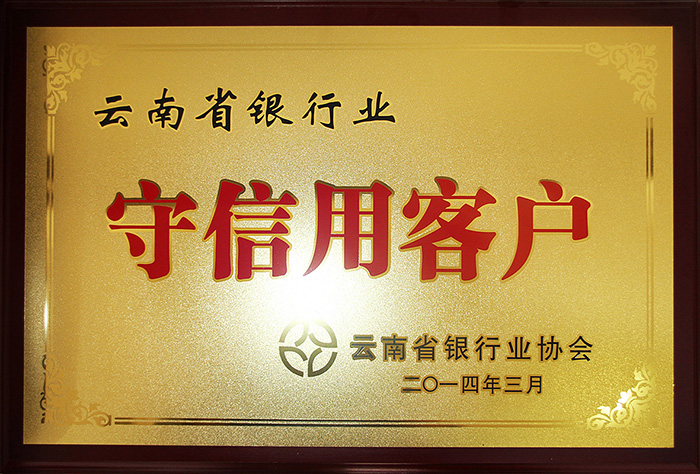 云南省银行业
守信用客户
云南省银行业协会
二〇一四年三月